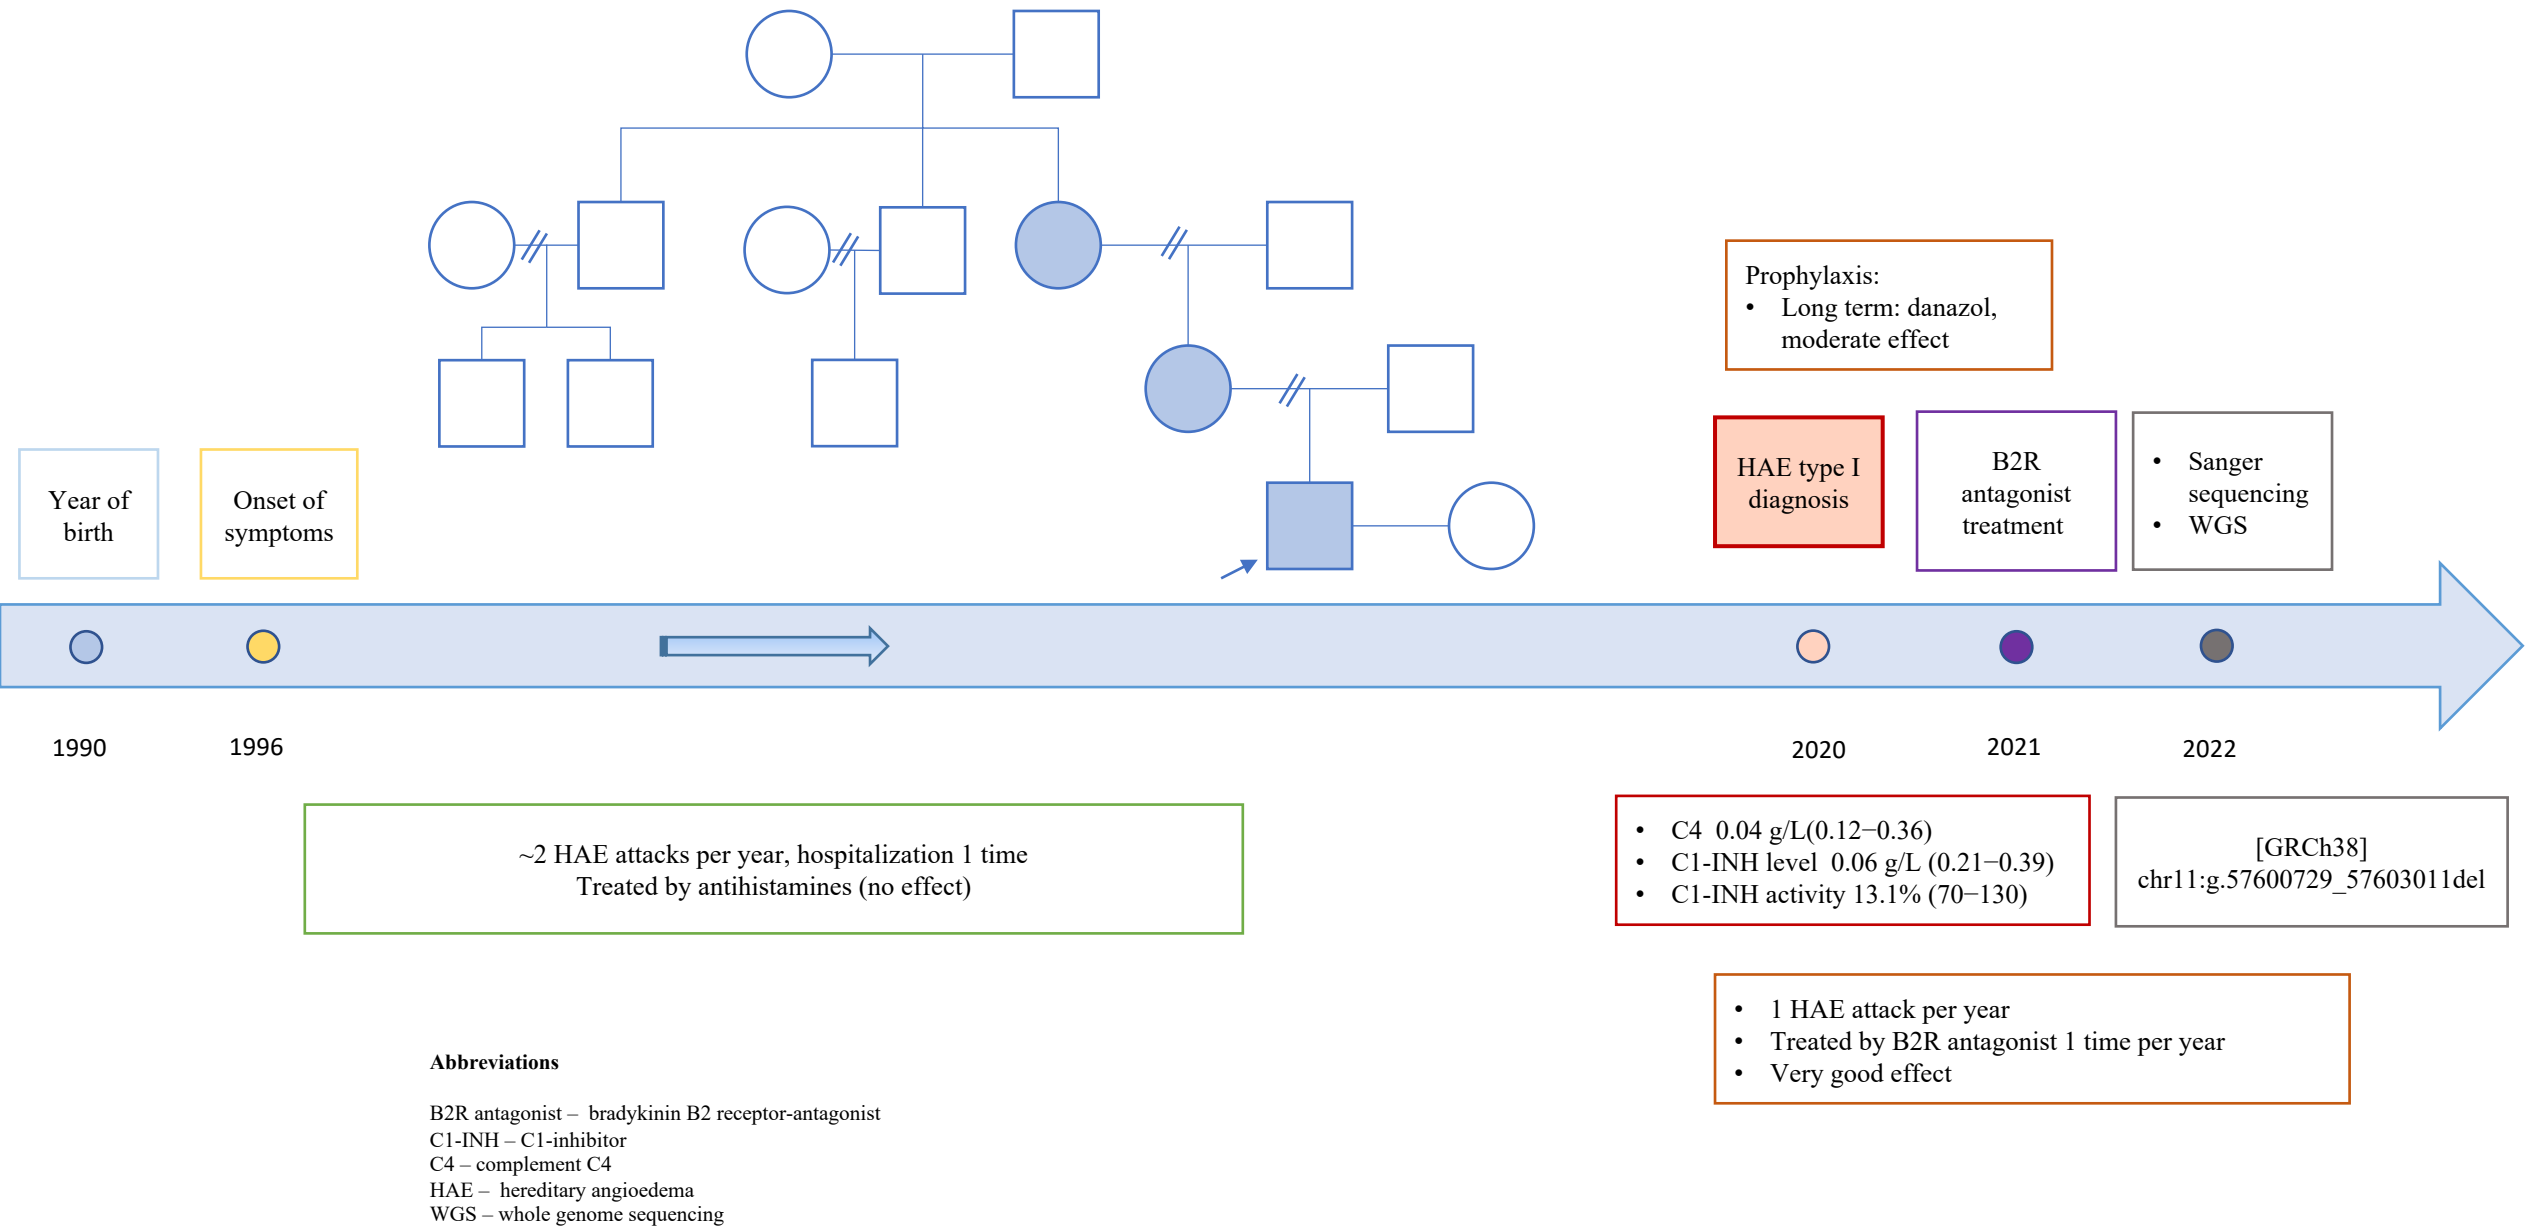 Prophylaxis:
• Long term: danazol,
moderate effect
Year of
birth
Onset of
symptoms
HAE type I
diagnosis
B2R
antagonist
treatment
• Sanger
sequencing
• WGS
1990
1996
2020
2021
2022
~2 HAE attacks per year, hospitalization 1 time
Treated by antihistamines (no effect)
• C4  0.04 g/L(0.12−0.36)
• C1-INH level  0.06 g/L (0.21−0.39)
• C1-INH activity 13.1% (70−130)
[GRCh38]
chr11:g.57600729_57603011del
• 1 HAE attack per year
• Treated by B2R antagonist 1 time per year
• Very good effect
Abbreviations
B2R antagonist –  bradykinin B2 receptor-antagonist
C1-INH – C1-inhibitor
C4 – complement C4
HAE –  hereditary angioedema
WGS – whole genome sequencing